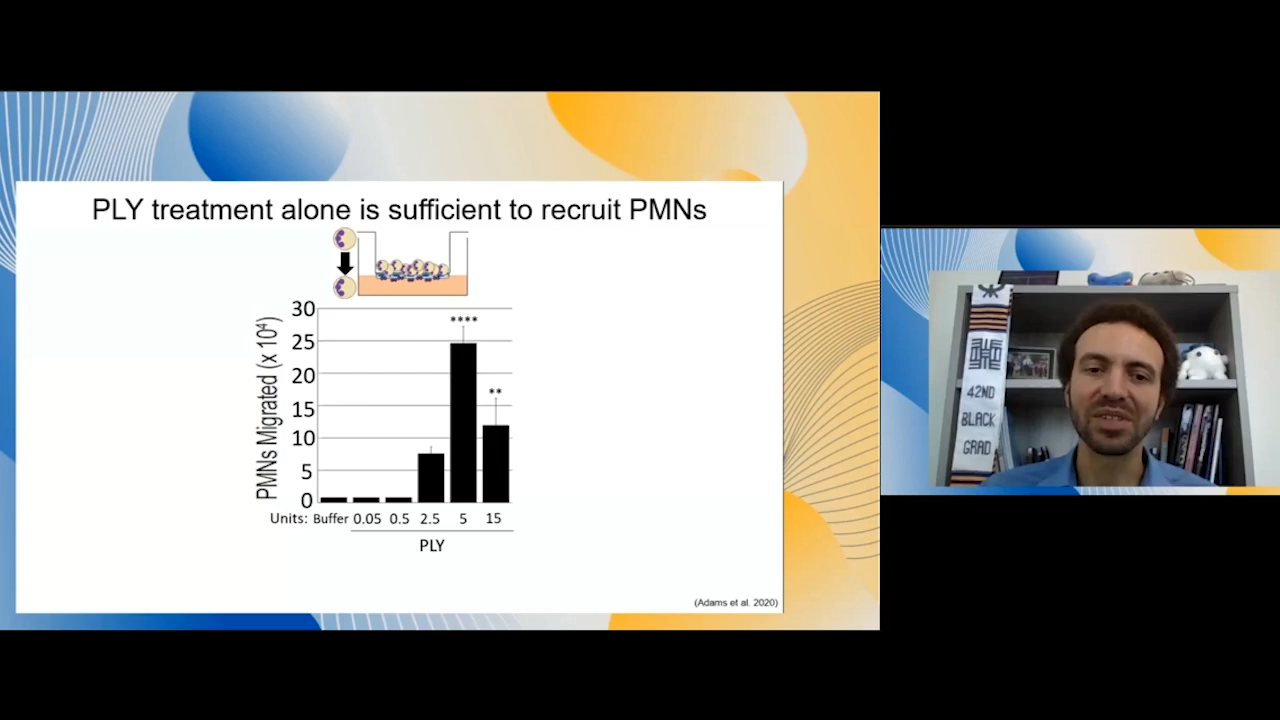 PLY treatment alone is sufficient to recruit PMNs
PMNs Migrated (x 10⁴)
30
25
20
15
10
5
0
****
**
Units: Buffer 0.05 0.5 2.5 5 15
PLY
(Adams et al. 2020)
42ND
BLACK
GRAD